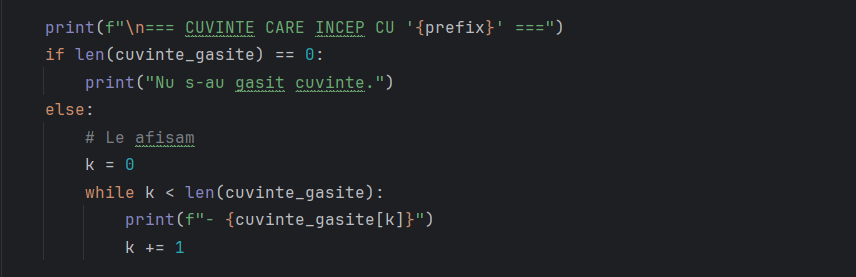 print(f"\n=== CUVINTE CARE INCEP CU '{prefix}' ===")
if len(cuvinte_gasite) == 0:
    print("Nu s-au gasit cuvinte.")
else:
    # Le afisam
    k = 0
    while k < len(cuvinte_gasite):
        print(f"- {cuvinte_gasite[k]}")
        k += 1